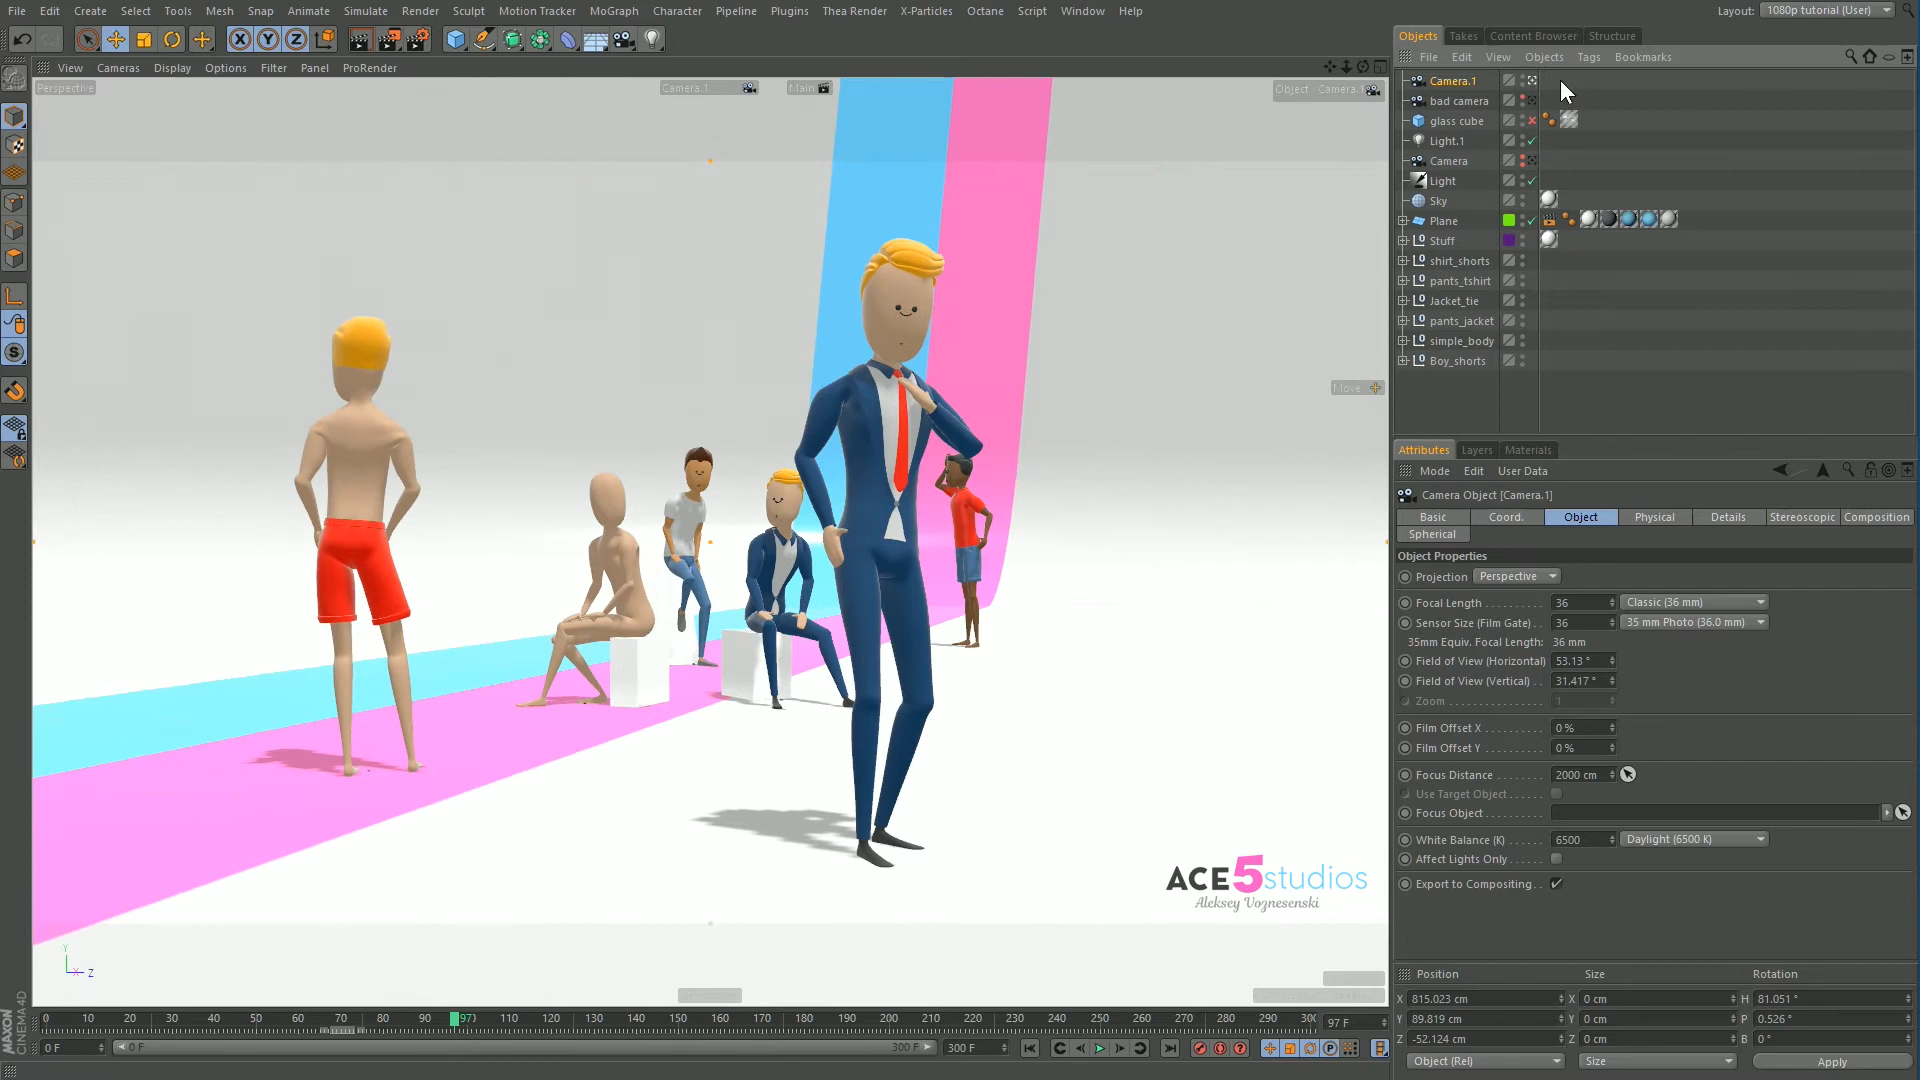 File Edit Create Select Tools Mesh Snap Animate Simulate Render Sculpt Motion Tracker MoGraph Character Pipeline Plugins Thea Render X-Particles Octane Script Window Help
Layout: 1080p tutorial (User)
View Cameras Display Options Filter Panel ProRender
Perspective
Camera.1
Main
Object : Camera.1
Move
ACE5studios
Aleksey Voznesenski
Y
X Z
MAXON CINEMA4D
0 10 20 30 40 50 60 70 80 90 97 110 120 130 140 150 160 170 180 190 200 210 220 230 240 250 260 270 280 290 30
97 F
0 F
0 F
300 F
300 F
Objects Takes Content Browser Structure
File Edit View Objects Tags Bookmarks
Camera.1
bad camera
glass cube
Light.1
Camera
Light
Sky
Plane
Stuff
shirt_shorts
pants_tshirt
Jacket_tie
pants_jacket
simple_body
Boy_shorts
Attributes Layers Materials
Mode Edit User Data
Camera Object [Camera.1]
Basic Coord. Object Physical Details Stereoscopic Composition
Spherical
Object Properties
Projection Perspective
Focal Length 36 Classic (36 mm)
Sensor Size (Film Gate) 36 35 mm Photo (36.0 mm)
35mm Equiv. Focal Length: 36 mm
Field of View (Horizontal) 53.13 °
Field of View (Vertical) 31.417 °
Zoom 1
Film Offset X 0 %
Film Offset Y 0 %
Focus Distance 2000 cm
Use Target Object
Focus Object
White Balance (K) 6500 Daylight (6500 K)
Affect Lights Only
Export to Compositing
Position Size Rotation
X 815.023 cm X 0 cm H 81.051 °
Y 89.819 cm Y 0 cm P 0.526 °
Z -52.124 cm Z 0 cm B 0 °
Object (Rel) Size Apply